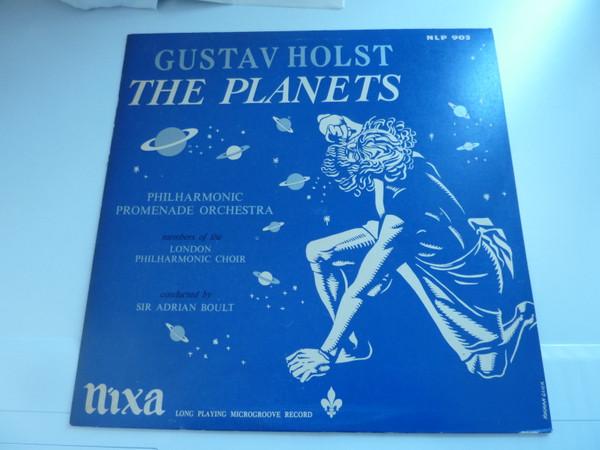 NLP 903
GUSTAV HOLST
THE PLANETS
PHILHARMONIC
PROMENADE ORCHESTRA
members of the
LONDON
PHILHARMONIC CHOIR
conducted by
SIR ADRIAN BOULT
nixa
LONG PLAYING MICROGROOVE RECORD